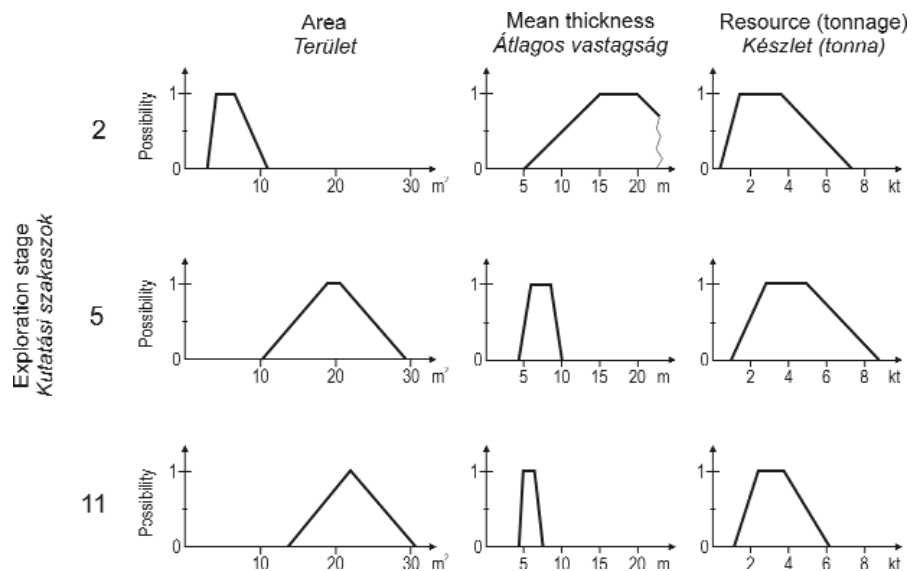 Area
Terület
Mean thickness
Átlagos vastagság
Resource (tonnage)
Készlet (tonna)
Exploration stage
Kutatási szakaszok
2
Possibility
1
0
10
20
30
m²
1
0
5
10
15
20
m
1
0
2
4
6
8
kt
5
Possibility
1
0
10
20
30
m²
1
0
5
10
15
20
m
1
0
2
4
6
8
kt
11
Possibility
1
0
10
20
30
m²
1
0
5
10
15
20
m
1
0
2
4
6
8
kt